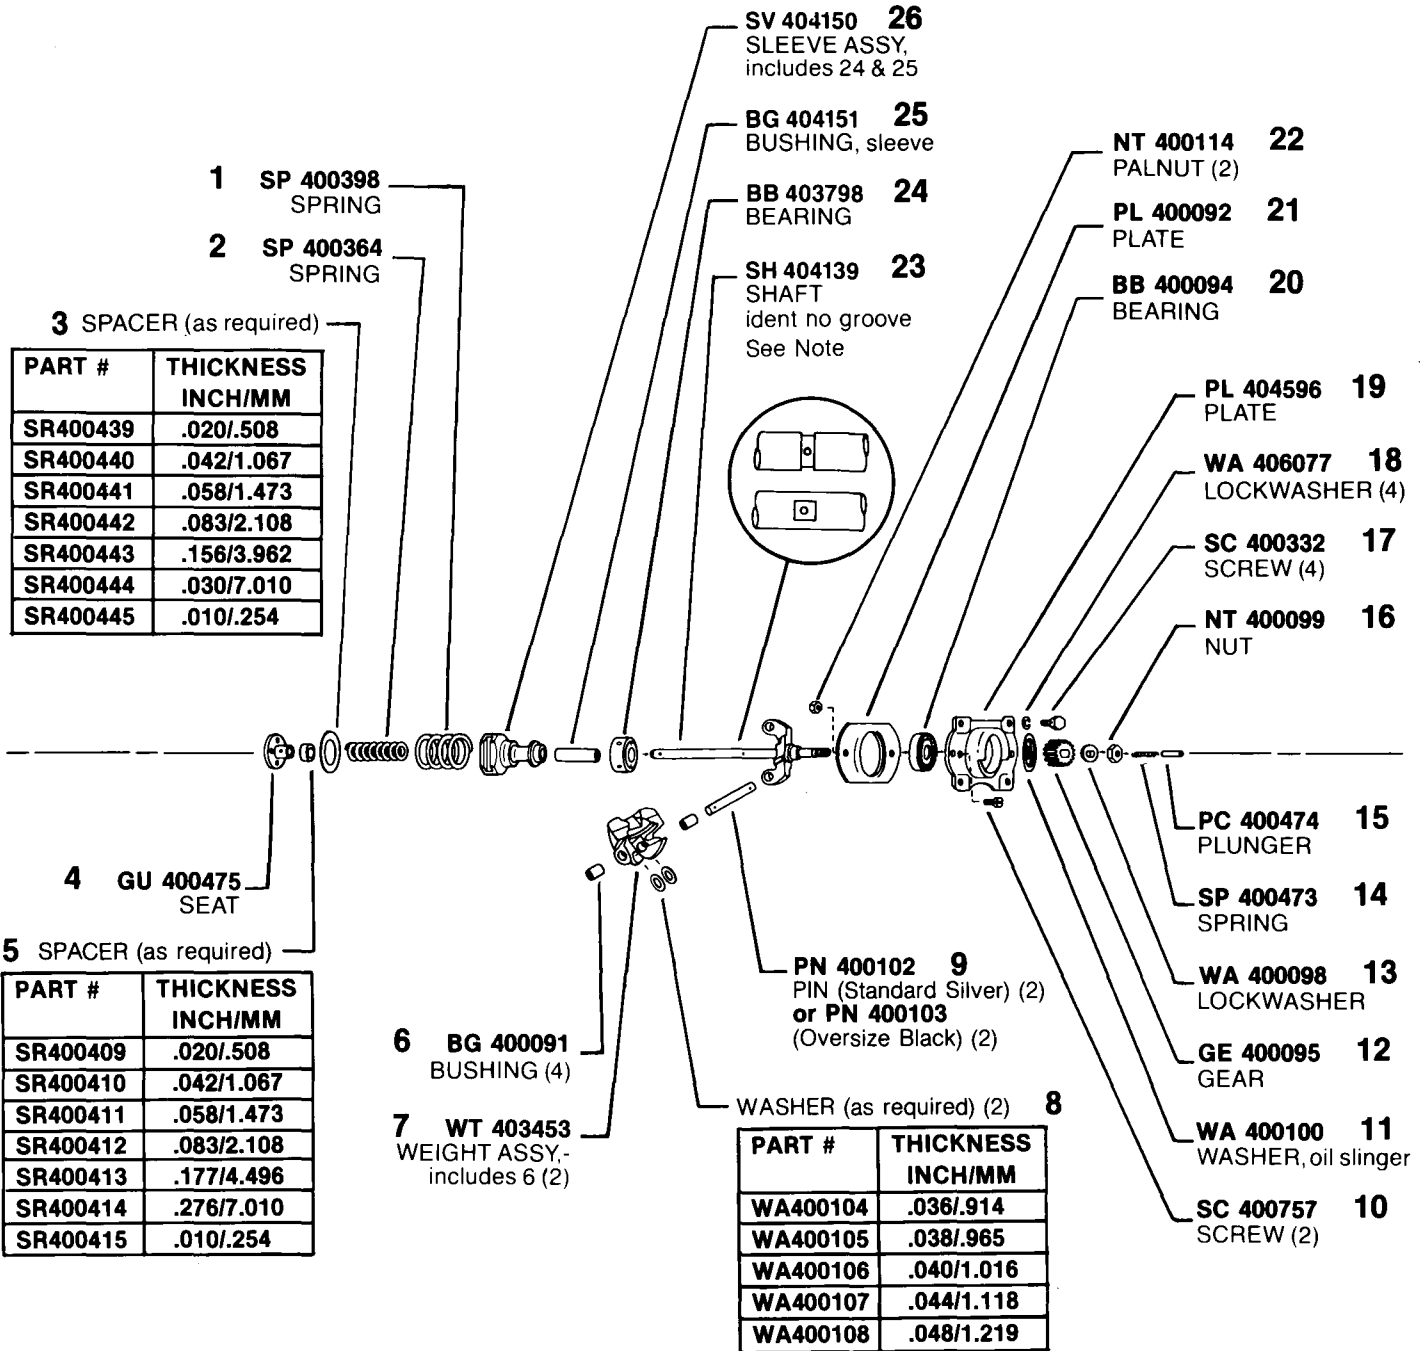 SV 404150 26
SLEEVE ASSY,
includes 24 & 25
BG 404151 25
BUSHING, sleeve
BB 403798 24
BEARING
SH 404139 23
SHAFT
ident no groove
See Note
NT 400114 22
PALNUT (2)
PL 400092 21
PLATE
BB 400094 20
BEARING
PL 404596 19
PLATE
WA 406077 18
LOCKWASHER (4)
SC 400332 17
SCREW (4)
NT 400099 16
NUT
1 SP 400398
SPRING
2 SP 400364
SPRING
3 SPACER (as required)
PART # THICKNESS
INCH/MM
SR400439 .020/.508
SR400440 .042/1.067
SR400441 .058/1.473
SR400442 .083/2.108
SR400443 .156/3.962
SR400444 .030/7.010
SR400445 .010/.254
4 GU 400475
SEAT
5 SPACER (as required)
PART # THICKNESS
INCH/MM
SR400409 .020/.508
SR400410 .042/1.067
SR400411 .058/1.473
SR400412 .083/2.108
SR400413 .177/4.496
SR400414 .276/7.010
SR400415 .010/.254
6 BG 400091
BUSHING (4)
7 WT 403453
WEIGHT ASSY,-
includes 6 (2)
PN 400102 9
PIN (Standard Silver) (2)
or PN 400103
(Oversize Black) (2)
WASHER (as required) (2) 8
PART # THICKNESS
INCH/MM
WA400104 .036/.914
WA400105 .038/.965
WA400106 .040/1.016
WA400107 .044/1.118
WA400108 .048/1.219
PC 400474 15
PLUNGER
SP 400473 14
SPRING
WA 400098 13
LOCKWASHER
GE 400095 12
GEAR
WA 400100 11
WASHER, oil slinger
SC 400757 10
SCREW (2)